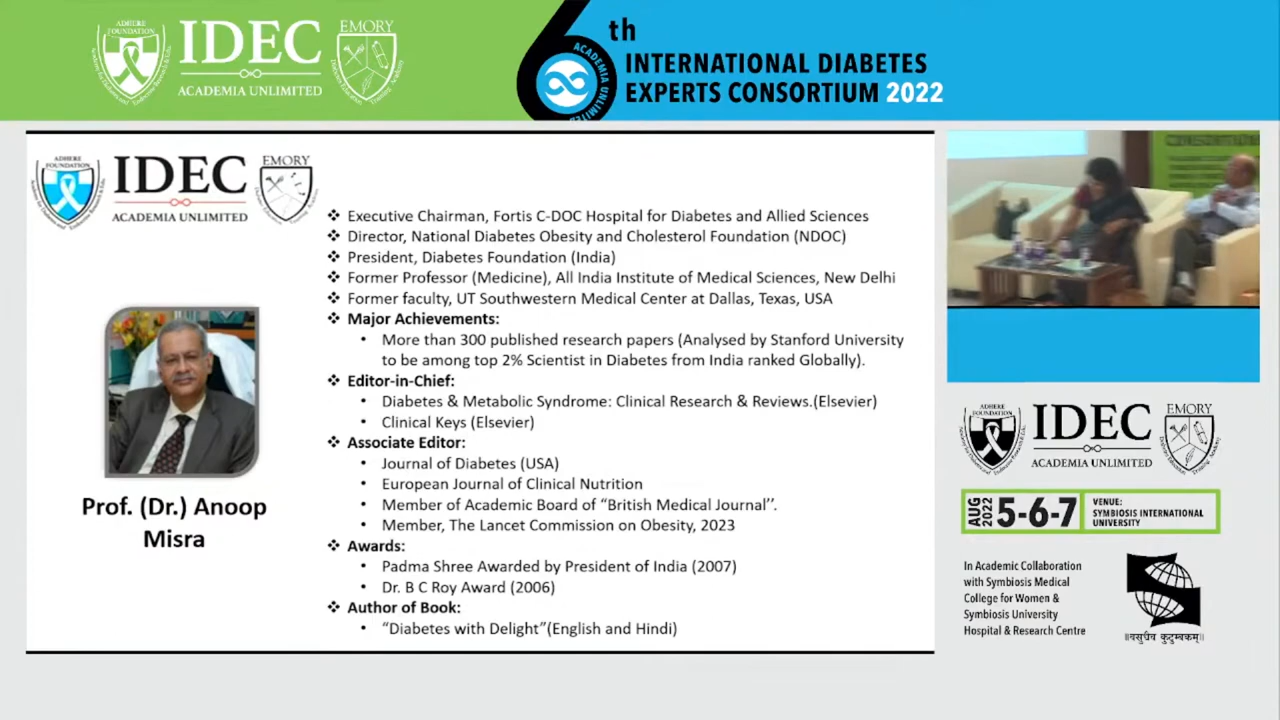 ADHERE
FOUNDATION
IDEC
ACADEMIA UNLIMITED
EMORY
6th
ACADEMIA UNLIMITED
INTERNATIONAL DIABETES
EXPERTS CONSORTIUM 2022
ADHERE
FOUNDATION
IDEC
ACADEMIA UNLIMITED
EMORY
Prof. (Dr.) Anoop
Misra
❖ Executive Chairman, Fortis C-DOC Hospital for Diabetes and Allied Sciences
❖ Director, National Diabetes Obesity and Cholesterol Foundation (NDOC)
❖ President, Diabetes Foundation (India)
❖ Former Professor (Medicine), All India Institute of Medical Sciences, New Delhi
❖ Former faculty, UT Southwestern Medical Center at Dallas, Texas, USA
❖ Major Achievements:
• More than 300 published research papers (Analysed by Stanford University
to be among top 2% Scientist in Diabetes from India ranked Globally).
❖ Editor-in-Chief:
• Diabetes & Metabolic Syndrome: Clinical Research & Reviews.(Elsevier)
• Clinical Keys (Elsevier)
❖ Associate Editor:
• Journal of Diabetes (USA)
• European Journal of Clinical Nutrition
• Member of Academic Board of “British Medical Journal’’.
• Member, The Lancet Commission on Obesity, 2023
❖ Awards:
• Padma Shree Awarded by President of India (2007)
• Dr. B C Roy Award (2006)
❖ Author of Book:
• “Diabetes with Delight”(English and Hindi)
ADHERE
FOUNDATION
IDEC
ACADEMIA UNLIMITED
EMORY
AUG
2022
5-6-7
VENUE:
SYMBIOSIS INTERNATIONAL
UNIVERSITY
In Academic Collaboration
with Symbiosis Medical
College for Women &
Symbiosis University
Hospital & Research Centre
॥वसुधैव कुटुम्बकम्॥